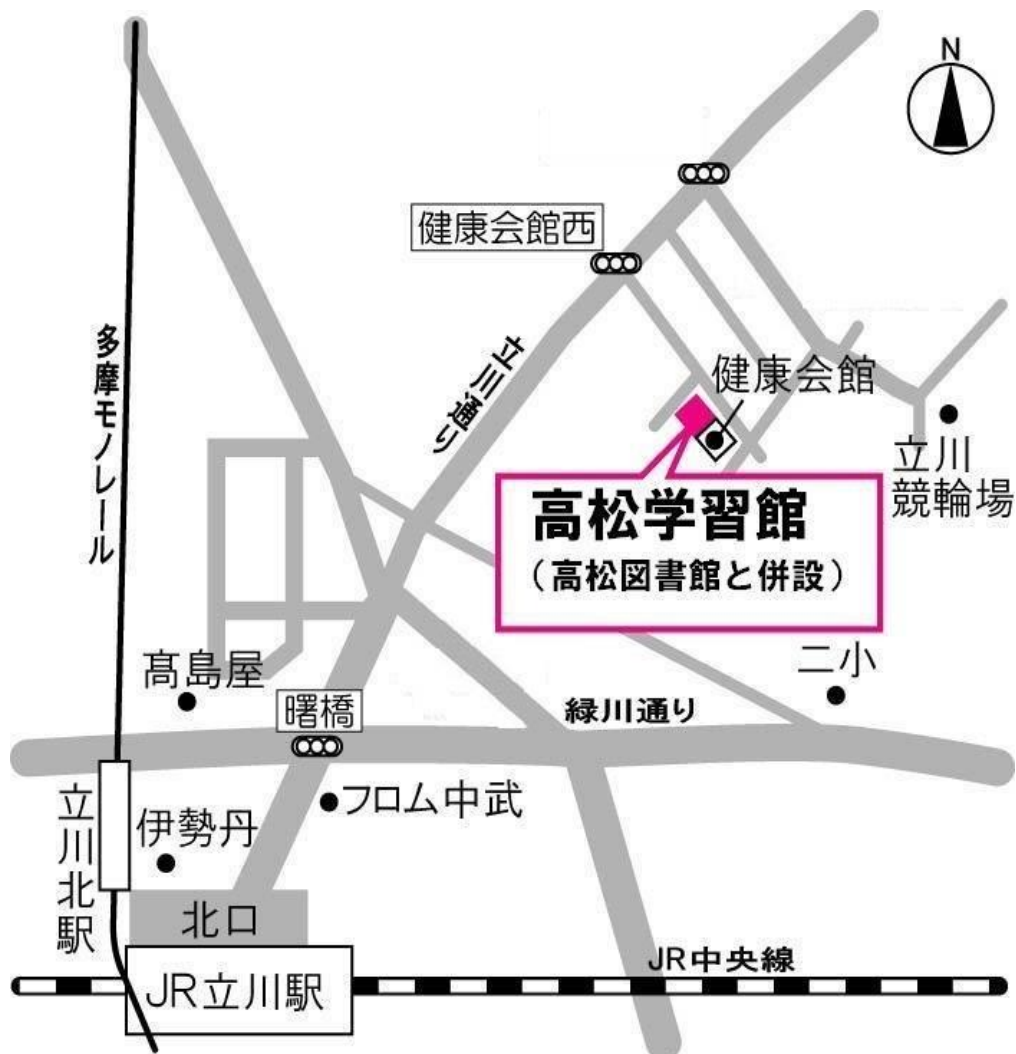 N
健康会館西
多摩モノレール
立川通り
健康会館
立川
競輪場
高松学習館
（高松図書館と併設）
二小
髙島屋
曙橋
緑川通り
フロム中武
伊勢丹
立川北駅
北口
JR中央線
JR立川駅